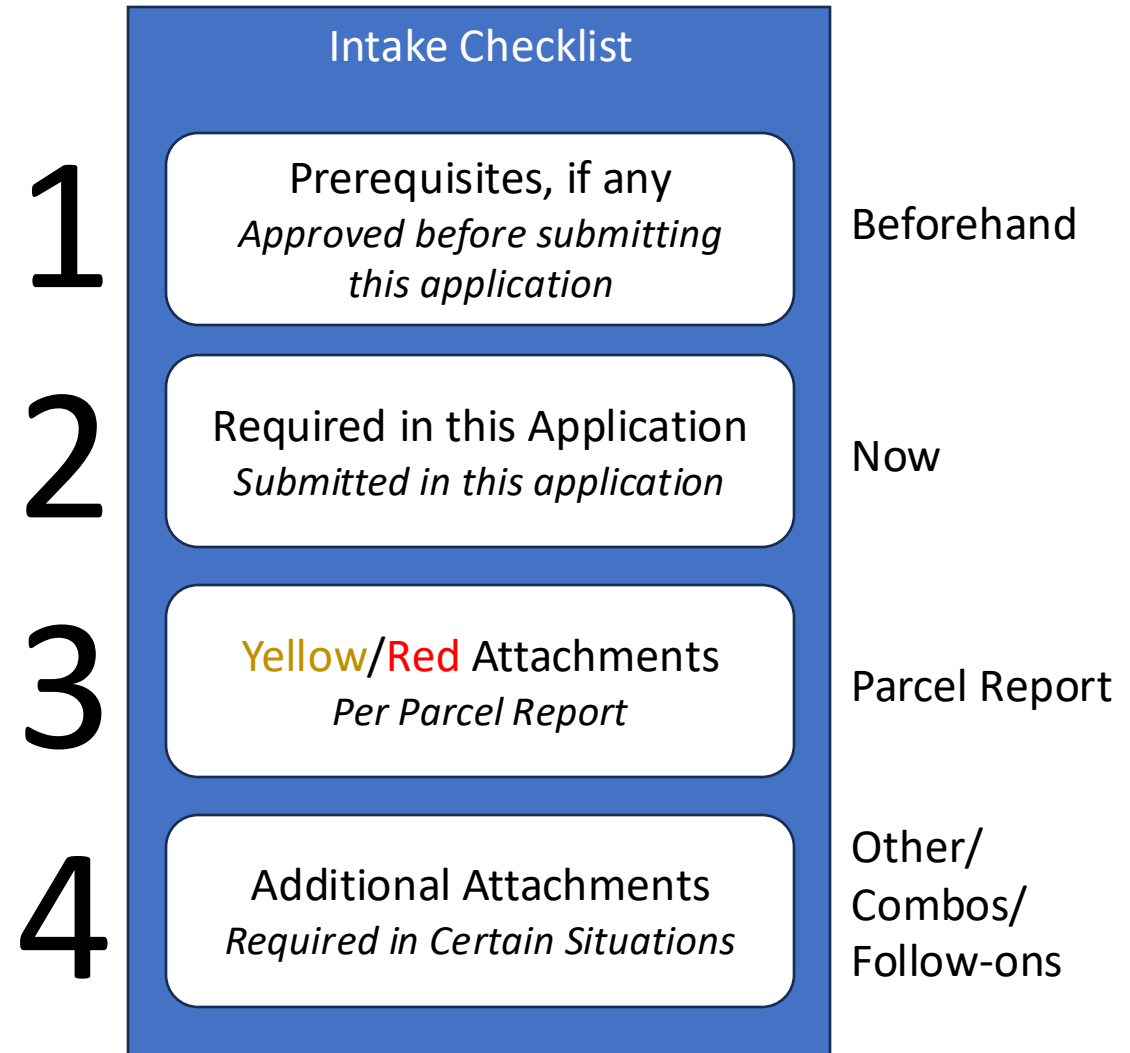 Intake Checklist
1
Prerequisites, if any
Approved before submitting
this application
Beforehand
2
Required in this Application
Submitted in this application
Now
3
Yellow/Red Attachments
Per Parcel Report
Parcel Report
4
Additional Attachments
Required in Certain Situations
Other/
Combos/
Follow-ons